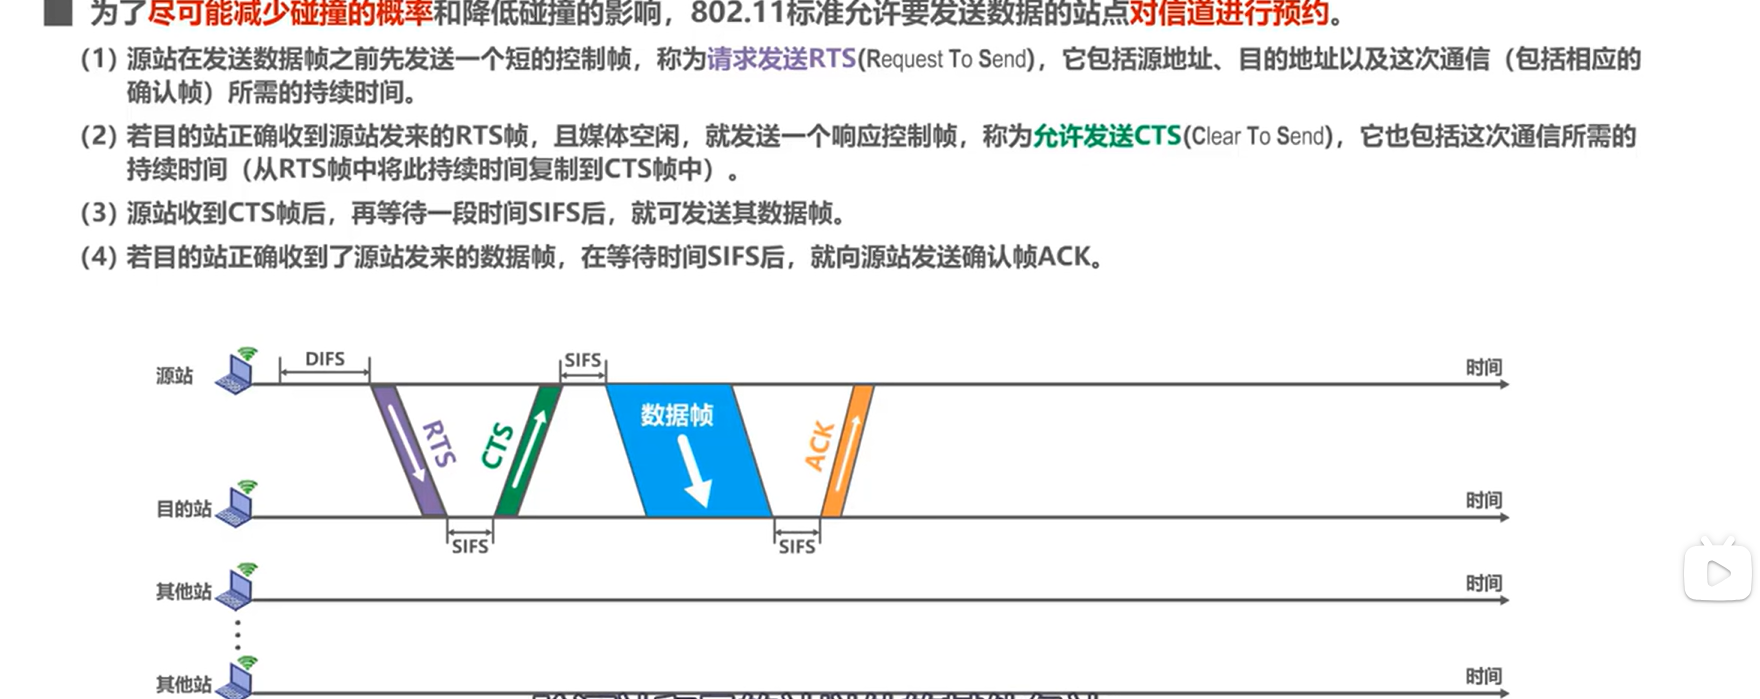 为了尽可能减少碰撞的概率和降低碰撞的影响，802.11标准允许要发送数据的站点对信道进行预约。
(1) 源站在发送数据帧之前先发送一个短的控制帧，称为请求发送RTS(Request To Send)，它包括源地址、目的地址以及这次通信（包括相应的
确认帧）所需的持续时间。
(2) 若目的站正确收到源站发来的RTS帧，且媒体空闲，就发送一个响应控制帧，称为允许发送CTS(Clear To Send)，它也包括这次通信所需的
持续时间（从RTS帧中将此持续时间复制到CTS帧中）。
(3) 源站收到CTS帧后，再等待一段时间SIFS后，就可发送其数据帧。
(4) 若目的站正确收到了源站发来的数据帧，在等待时间SIFS后，就向源站发送确认帧ACK。
DIFS
SIFS
源站
时间
RTS
CTS
数据帧
ACK
目的站
时间
SIFS
SIFS
其他站
时间
其他站
时间